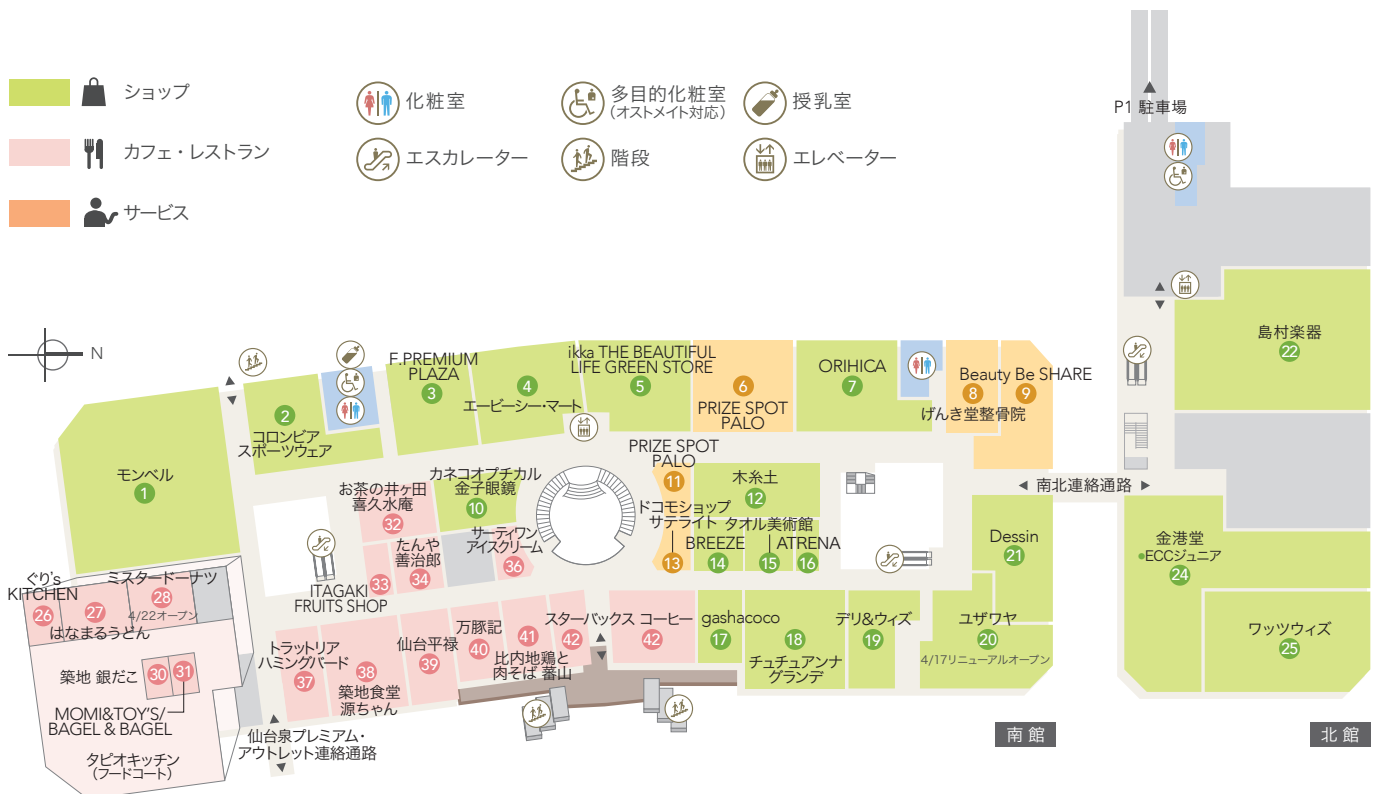 ショップ
カフェ・レストラン
サービス
化粧室
多目的化粧室
(オストメイト対応)
授乳室
エスカレーター
階段
エレベーター
P1 駐車場
N
モンベル
1
2
コロンビア
スポーツウェア
F.PREMIUM
PLAZA
3
4
エービーシー・マート
ikka THE BEAUTIFUL
LIFE GREEN STORE
5
6
PRIZE SPOT
PALO
ORIHICA
7
Beauty Be SHARE
8
9
げんき堂整骨院
島村楽器
22
カネコオプチカル
金子眼鏡
10
PRIZE SPOT
PALO
11
木糸土
12
ドコモショップ
サテライト
13
BREEZE
14
タオル美術館
15
ATRENA
16
南北連絡通路
お茶の井ヶ田
喜久水庵
32
ITAGAKI
FRUITS SHOP
33
たんや
善治郎
34
サーティワン
アイスクリーム
36
Dessin
21
金港堂
ECCジュニア
24
ワッツウィズ
25
ぐり's
KITCHEN
26
27
はなまるうどん
ミスタードーナツ
28
4/22オープン
築地 銀だこ
30
31
MOMI&TOY'S/
BAGEL & BAGEL
タピオキッチン
(フードコート)
トラットリア
ハミングバード
37
38
築地食堂
源ちゃん
仙台平禄
39
万豚記
40
41
比内地鶏と
肉そば 蕃山
スターバックス コーヒー
42
42
gashacoco
17
18
チュチュアンナ
グランデ
デリ&ウィズ
19
ユザワヤ
20
4/17リニューアルオープン
仙台泉プレミアム・
アウトレット連絡通路
南館
北館